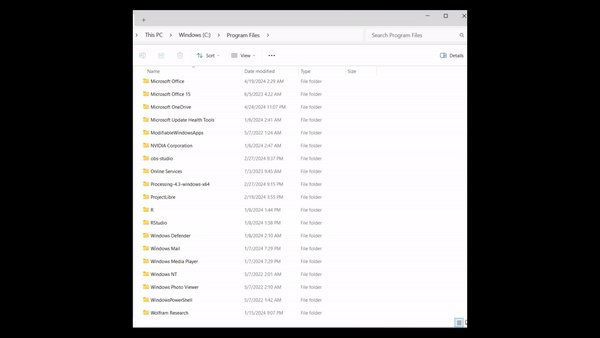 This PC > Windows (C:) > Program Files >
Search Program Files
Sort
View
Details
Name Date modified Type Size
Microsoft Office 4/19/2024 2:29 AM File folder
Microsoft Office 15 6/3/2023 4:22 AM File folder
Microsoft OneDrive 4/24/2024 11:07 PM File folder
Microsoft Update Health Tools 1/6/2024 2:41 AM File folder
ModifiableWindowsApps 5/7/2022 1:24 AM File folder
NVIDIA Corporation 1/6/2024 2:47 AM File folder
obs-studio 2/27/2024 9:37 PM File folder
Online Services 7/3/2023 9:45 AM File folder
Processing-4.3-windows-x64 2/27/2024 9:15 PM File folder
ProjectLibre 2/19/2024 3:53 PM File folder
R 1/8/2024 1:44 PM File folder
RStudio 1/8/2024 1:58 PM File folder
Windows Defender 1/8/2024 2:10 AM File folder
Windows Mail 1/7/2024 7:29 PM File folder
Windows Media Player 1/7/2024 7:29 PM File folder
Windows NT 5/7/2022 2:01 AM File folder
Windows Photo Viewer 5/7/2022 2:10 AM File folder
WindowsPowerShell 5/7/2022 1:42 AM File folder
Wolfram Research 1/15/2024 9:07 PM File folder